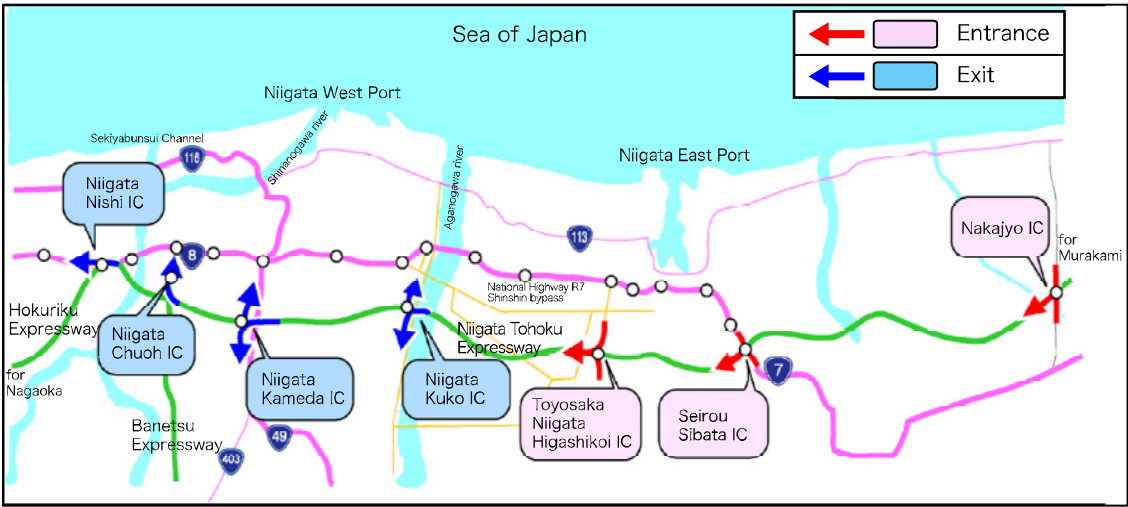 Sea of Japan
Entrance
Exit
Niigata West Port
Sekiyabunsui Channel
116
Shinanogawa river
Aganogawa river
Niigata East Port
Niigata
Nishi IC
113
Nakajyo IC
for
Murakami
8
National Highway R7
Shinshin bypass
Hokuriku
Expressway
Niigata
Chuoh IC
Niigata Tohoku
Expressway
for
Nagaoka
Niigata
Kameda IC
Niigata
Kuko IC
Toyosaka
Niigata
Higashikoi IC
Seirou
Sibata IC
7
Banetsu
Expressway
49
403